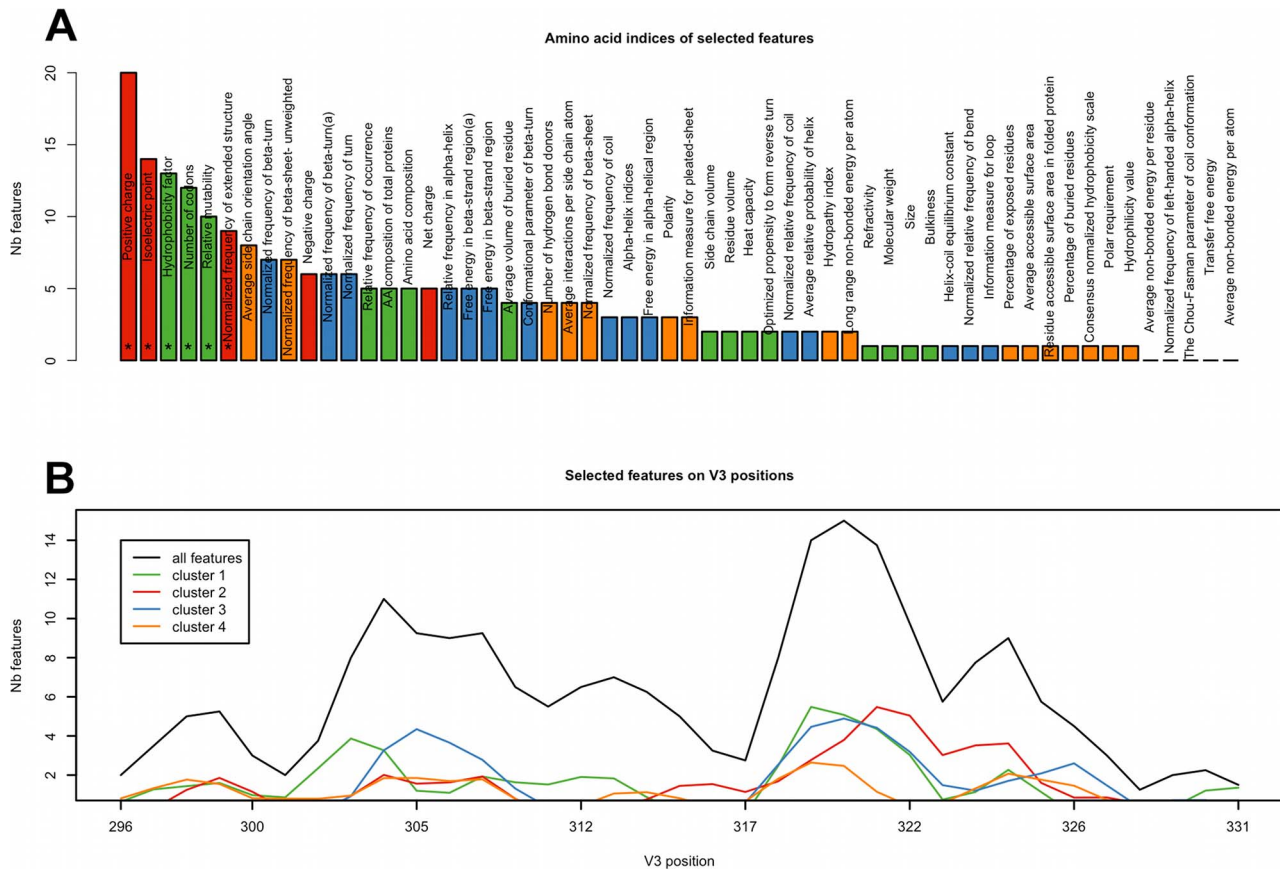 A
Amino acid indices of selected features
Nb features
20
15
10
5
0
Positive charge
Isoelectric point
Hydrophobicity factor
Number of codons
Relative mutability
Normalized frequency of extended structure
Average side chain orientation angle
Normalized frequency of beta-turn
Normalized frequency of beta-sheet- unweighted
Negative charge
Normalized frequency of beta-turn(a)
Normalized frequency of turn
Relative frequency of occurrence
AA composition of total proteins
Amino acid composition
Net charge
Relative frequency in alpha-helix
Free energy in beta-strand region(a)
Free energy in beta-strand region
Average volume of buried residue
Conformational parameter of beta-turn
Number of hydrogen bond donors
Average interactions per side chain atom
Normalized frequency of beta-sheet
Normalized frequency of coil
Alpha-helix indices
Free energy in alpha-helical region
Polarity
Information measure for pleated-sheet
Side chain volume
Residue volume
Heat capacity
Optimized propensity to form reverse turn
Normalized relative frequency of coil
Average relative probability of helix
Hydropathy index
Long range non-bonded energy per atom
Refractivity
Molecular weight
Size
Bulkiness
Helix-coil equilibrium constant
Normalized relative frequency of bend
Information measure for loop
Percentage of exposed residues
Average accessible surface area
Residue accessible surface area in folded protein
Percentage of buried residues
Consensus normalized hydrophobicity scale
Polar requirement
Hydrophilicity value
Average non-bonded energy per residue
Normalized frequency of left-handed alpha-helix
The Chou-Fasman parameter of coil conformation
Transfer free energy
Average non-bonded energy per atom
* * * * * *
B
Selected features on V3 positions
Nb features
14
12
10
8
6
4
2
all features
cluster 1
cluster 2
cluster 3
cluster 4
296 300 305 312 317 322 326 331
V3 position